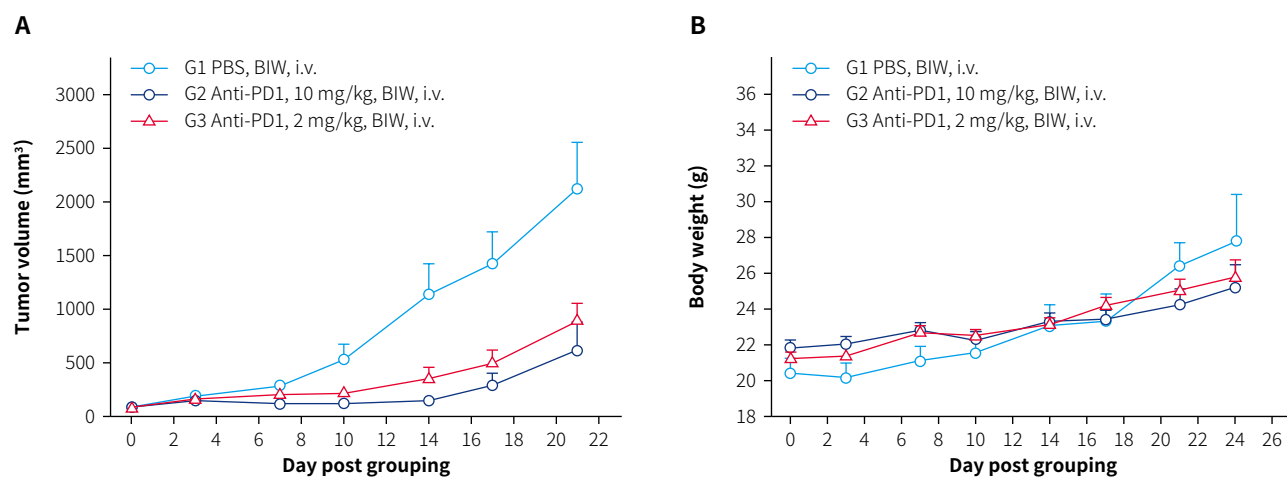 A
G1 PBS, BIW, i.v.
G2 Anti-PD1, 10 mg/kg, BIW, i.v.
G3 Anti-PD1, 2 mg/kg, BIW, i.v.
Tumor volume (mm³)
3000
2500
2000
1500
1000
500
0
0 2 4 6 8 10 12 14 16 18 20 22
Day post grouping
B
G1 PBS, BIW, i.v.
G2 Anti-PD1, 10 mg/kg, BIW, i.v.
G3 Anti-PD1, 2 mg/kg, BIW, i.v.
Body weight (g)
36
34
32
30
28
26
24
22
20
18
0 2 4 6 8 10 12 14 16 18 20 22 24 26
Day post grouping